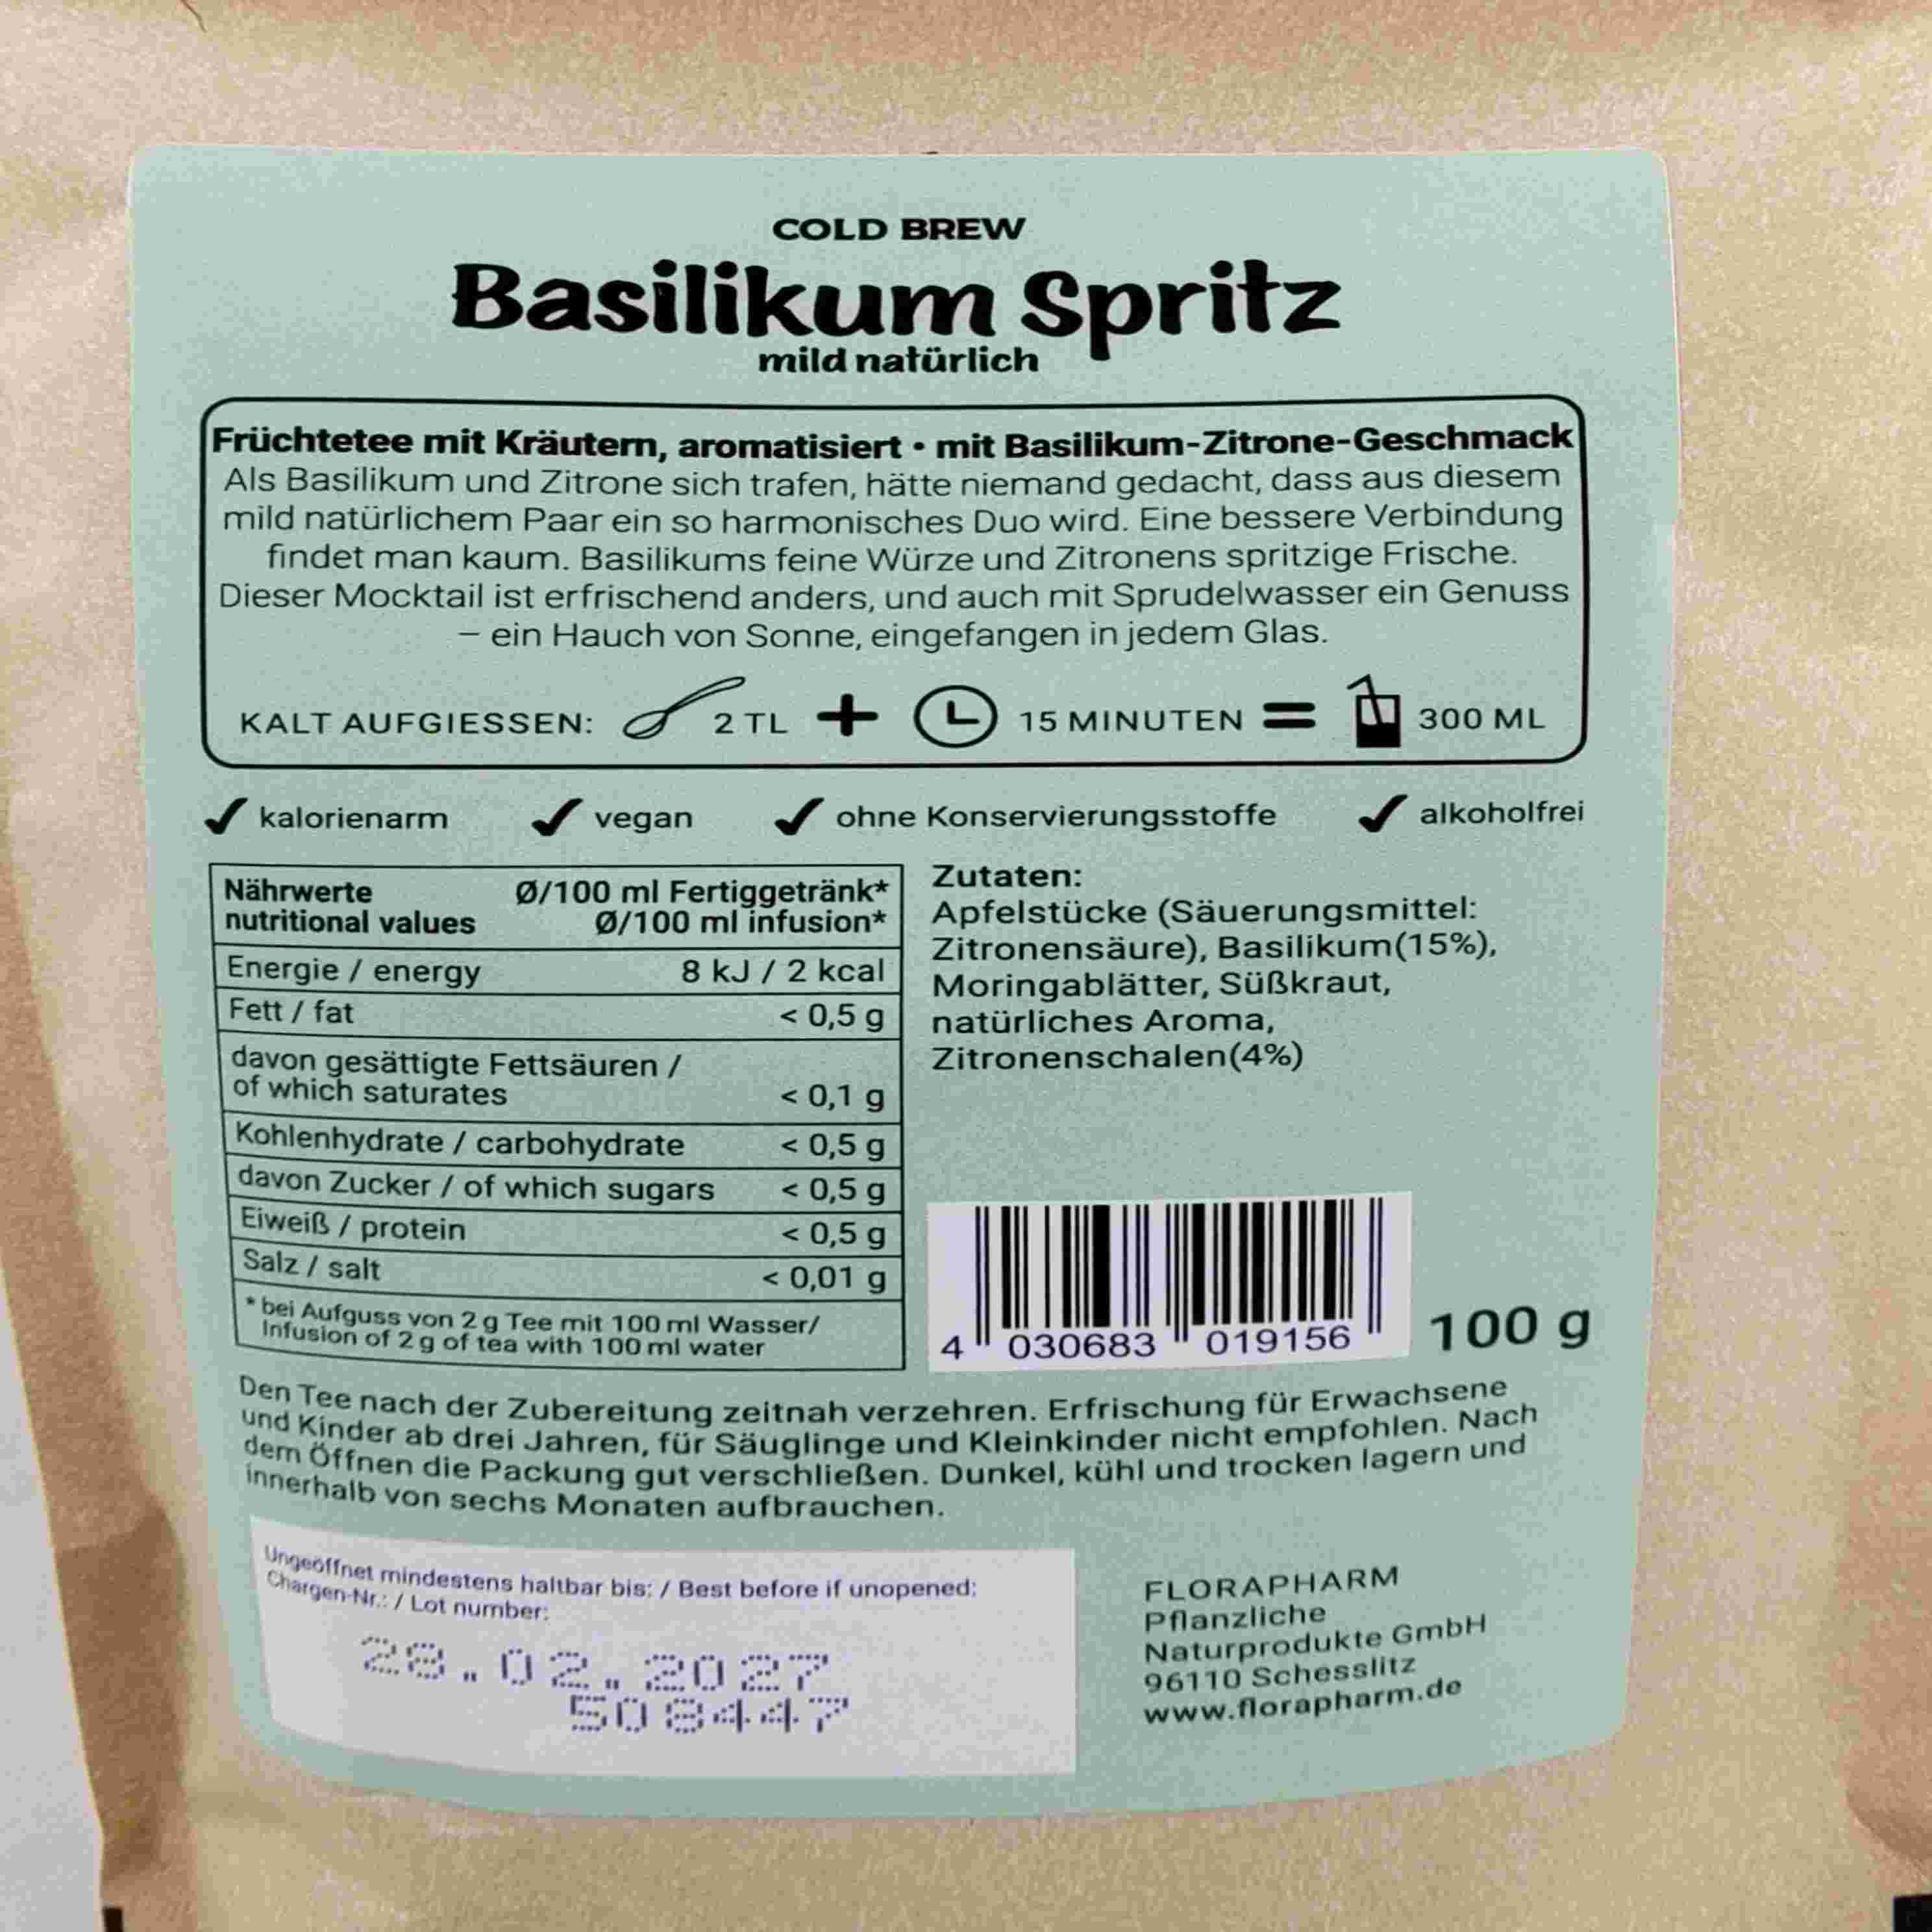 COLD BREW
Basilikum Spritz
mild natürlich
Früchtetee mit Kräutern, aromatisiert • mit Basilikum-Zitrone-Geschmack
Als Basilikum und Zitrone sich trafen, hätte niemand gedacht, dass aus diesem
mild natürlichem Paar ein so harmonisches Duo wird. Eine bessere Verbindung
findet man kaum. Basilikums feine Würze und Zitronens spritzige Frische.
Dieser Mocktail ist erfrischend anders, und auch mit Sprudelwasser ein Genuss
– ein Hauch von Sonne, eingefangen in jedem Glas.
KALT AUFGIESSEN: 2 TL + 15 MINUTEN = 300 ML
✓ kalorienarm ✓ vegan ✓ ohne Konservierungsstoffe ✓ alkoholfrei
Nährwerte Ø/100 ml Fertiggetränk*
nutritional values Ø/100 ml infusion*
Energie / energy 8 kJ / 2 kcal
Fett / fat < 0,5 g
davon gesättigte Fettsäuren /
of which saturates < 0,1 g
Kohlenhydrate / carbohydrate < 0,5 g
davon Zucker / of which sugars < 0,5 g
Eiweiß / protein < 0,5 g
Salz / salt < 0,01 g
* bei Aufguss von 2 g Tee mit 100 ml Wasser/
Infusion of 2 g of tea with 100 ml water
Zutaten:
Apfelstücke (Säuerungsmittel:
Zitronensäure), Basilikum(15%),
Moringablätter, Süßkraut,
natürliches Aroma,
Zitronenschalen(4%)
4 030683 019156
100 g
Den Tee nach der Zubereitung zeitnah verzehren. Erfrischung für Erwachsene
und Kinder ab drei Jahren, für Säuglinge und Kleinkinder nicht empfohlen. Nach
dem Öffnen die Packung gut verschließen. Dunkel, kühl und trocken lagern und
innerhalb von sechs Monaten aufbrauchen.
Ungeöffnet mindestens haltbar bis: / Best before if unopened:
Chargen-Nr.: / Lot number:
28.02.2027
508447
FLORAPHARM
Pflanzliche
Naturprodukte GmbH
96110 Schesslitz
www.florapharm.de